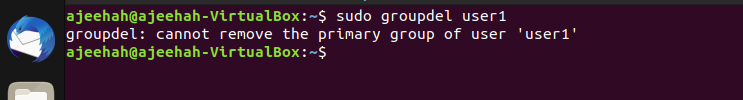 ajeehah@ajeehah-VirtualBox:~$ sudo groupdel user1
groupdel: cannot remove the primary group of user 'user1'
ajeehah@ajeehah-VirtualBox:~$